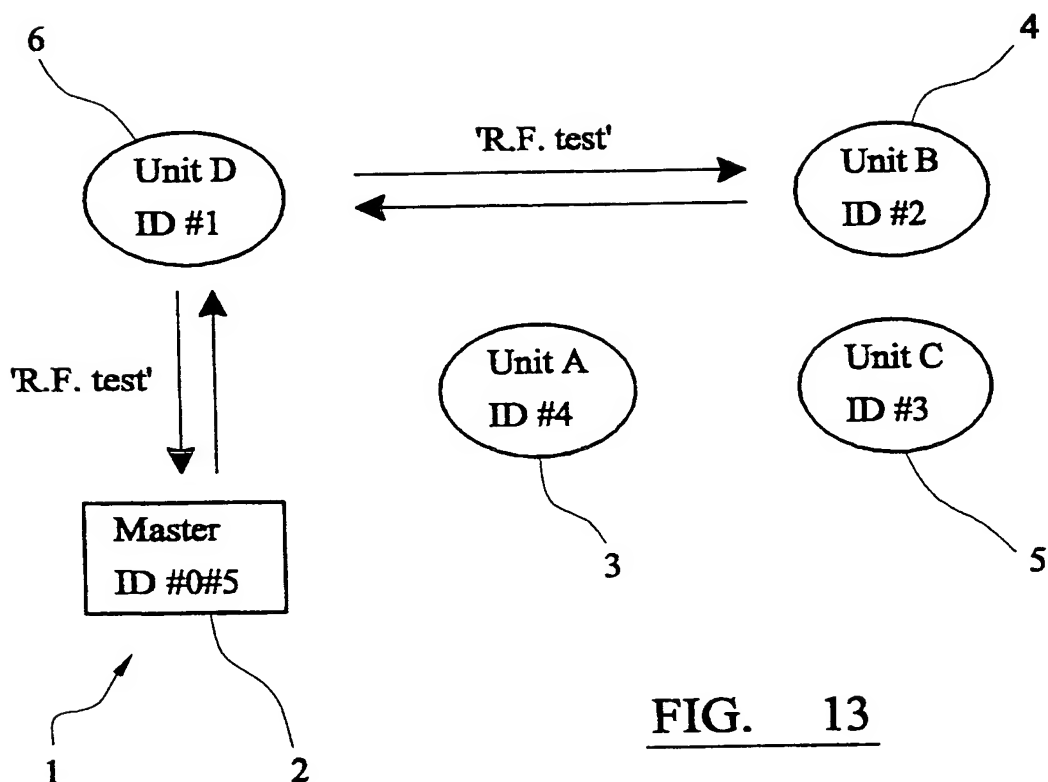 6
4
Unit D
ID #1
'R.F. test'
Unit B
ID #2
'R.F. test'
Unit A
ID #4
Unit C
ID #3
Master
ID #0#5
3
5
1
2
FIG. 13